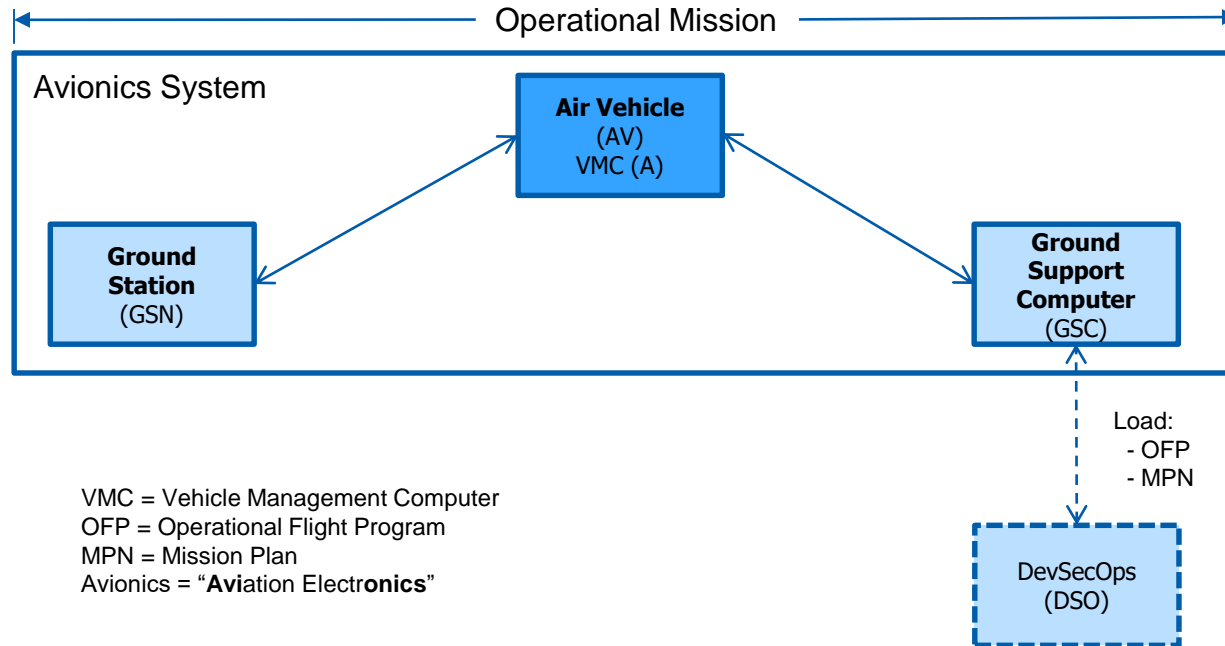 Operational Mission
Avionics System
Air Vehicle
(AV)
VMC (A)
Ground
Station
(GSN)
Ground
Support
Computer
(GSC)
Load:
- OFP
- MPN
VMC = Vehicle Management Computer
OFP = Operational Flight Program
MPN = Mission Plan
Avionics = “Aviation Electronics”
DevSecOps
(DSO)